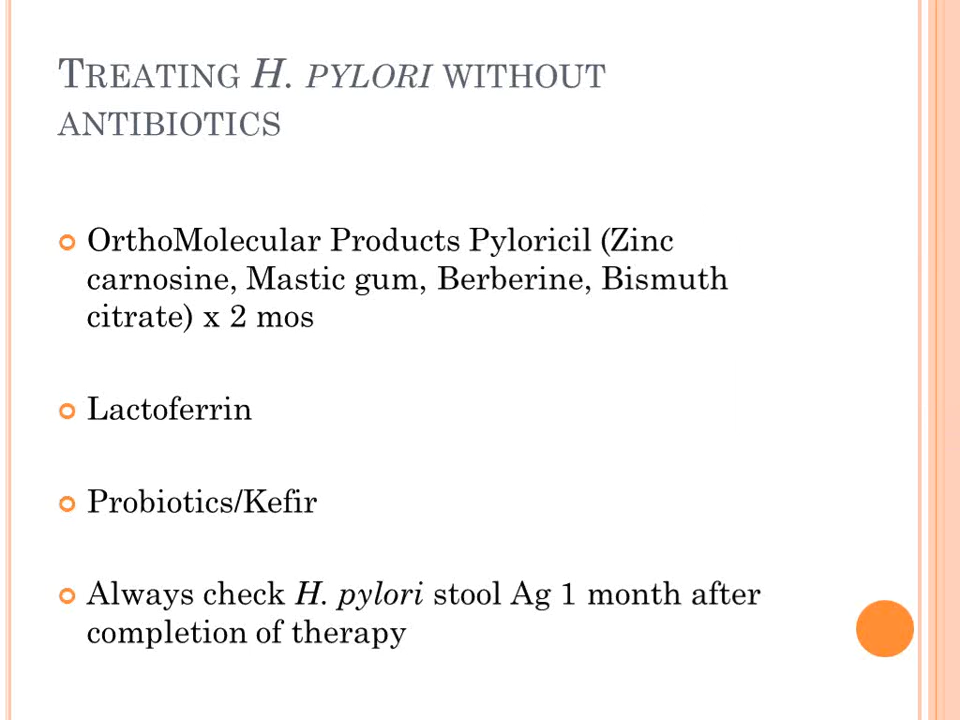 TREATING H. PYLORI WITHOUT
ANTIBIOTICS
OrthoMolecular Products Pyloricil (Zinc
carnosine, Mastic gum, Berberine, Bismuth
citrate) x 2 mos
Lactoferrin
Probiotics/Kefir
Always check H. pylori stool Ag 1 month after
completion of therapy